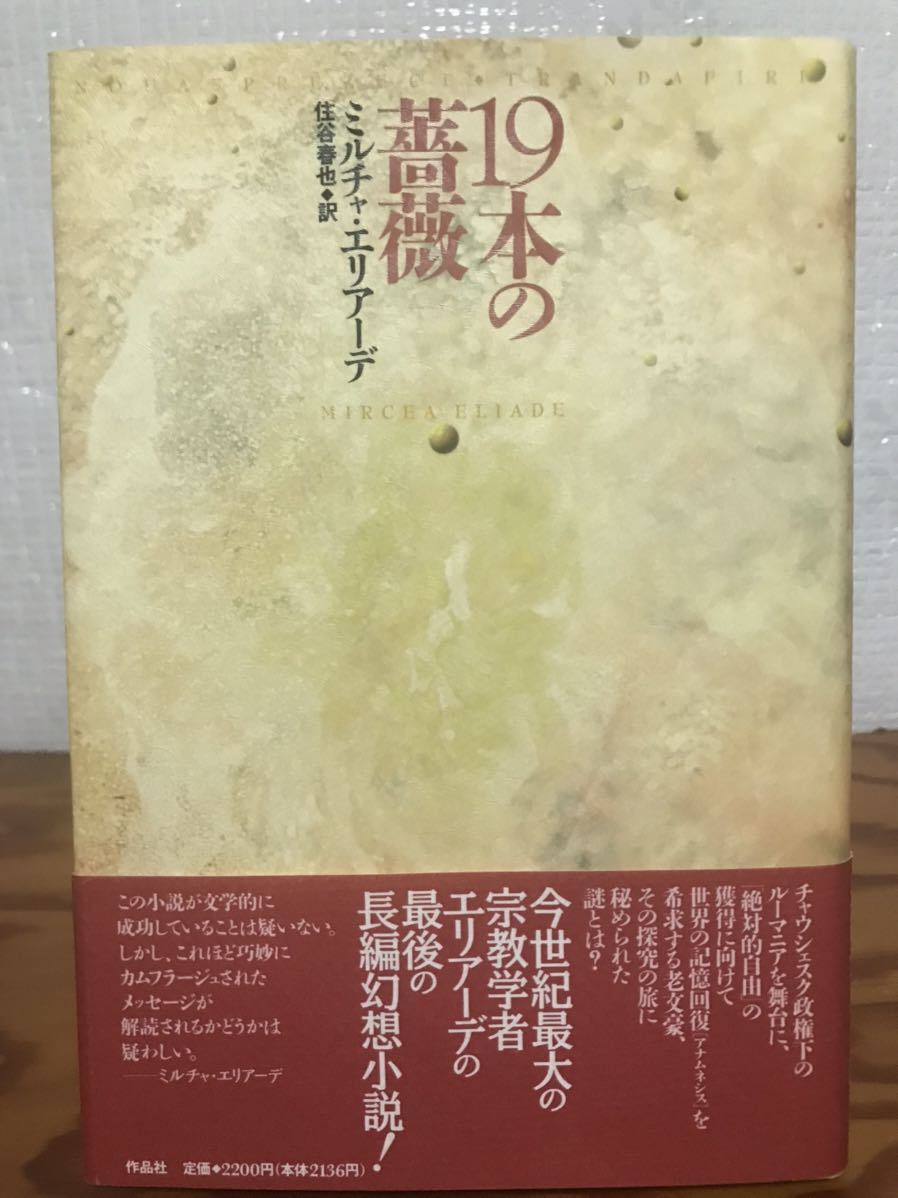 NOUĂSPREZECE TRANDAFIRI
19本の
薔薇
ミルチャ・エリアーデ
住谷春也◆訳
MIRCEA ELIADE
チャウシェスク政権下の
ルーマニアを舞台に、
「絶対的自由」の
獲得に向けて
世界の記憶回復［アナムネシス］を
希求する老文豪、
その探究の旅に
秘められた
謎とは?
今世紀最大の
宗教学者
エリアーデの
最後の
長編幻想小説!
この小説が文学的に
成功していることは疑いない。
しかし、これほど巧妙に
カムフラージュされた
メッセージが
解読されるかどうかは
疑わしい。
——ミルチャ・エリアーデ
作品社 定価◆2200円(本体2136円)